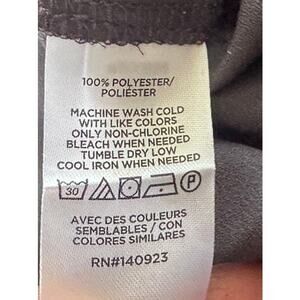 100% POLYESTER/
POLIÉSTER
MACHINE WASH COLD
WITH LIKE COLORS
ONLY NON-CHLORINE
BLEACH WHEN NEEDED
TUMBLE DRY LOW
COOL IRON WHEN NEEDED
30 P
AVEC DES COULEURS
SEMBLABLES / CON
COLORES SIMILARES
RN#140923